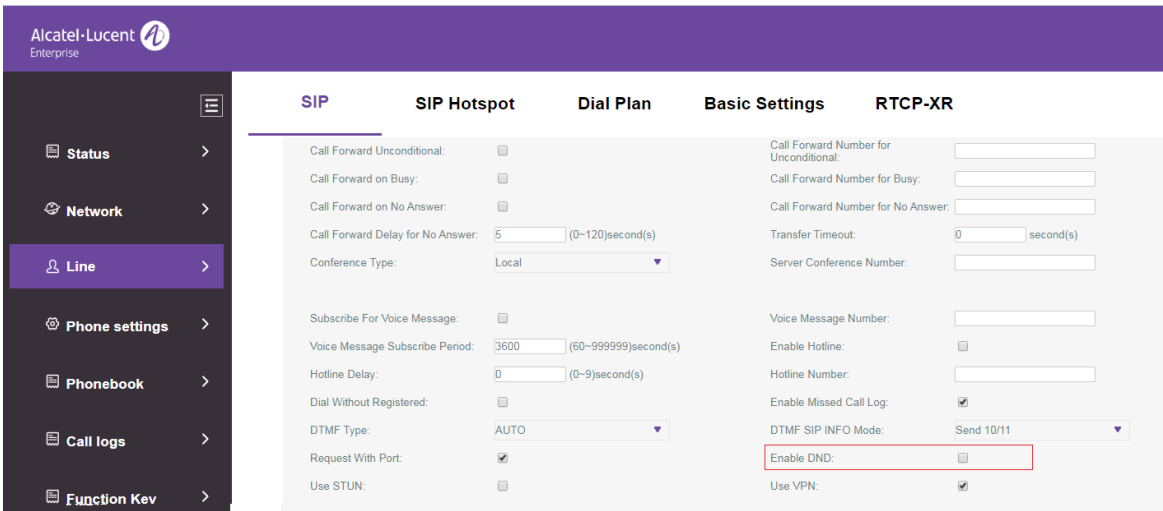 Alcatel·Lucent
Enterprise
SIP SIP Hotspot Dial Plan Basic Settings RTCP-XR
Status
Network
Line
Phone settings
Phonebook
Call logs
Function Key
Call Forward Unconditional: Call Forward Number for Unconditional:
Call Forward on Busy: Call Forward Number for Busy:
Call Forward on No Answer: Call Forward Number for No Answer:
Call Forward Delay for No Answer: 5 (0~120)second(s) Transfer Timeout: 0 second(s)
Conference Type: Local Server Conference Number:
Subscribe For Voice Message: Voice Message Number:
Voice Message Subscribe Period: 3600 (60~999999)second(s) Enable Hotline:
Hotline Delay: 0 (0~9)second(s) Hotline Number:
Dial Without Registered: Enable Missed Call Log:
DTMF Type: AUTO DTMF SIP INFO Mode: Send 10/11
Request With Port: Enable DND:
Use STUN: Use VPN: